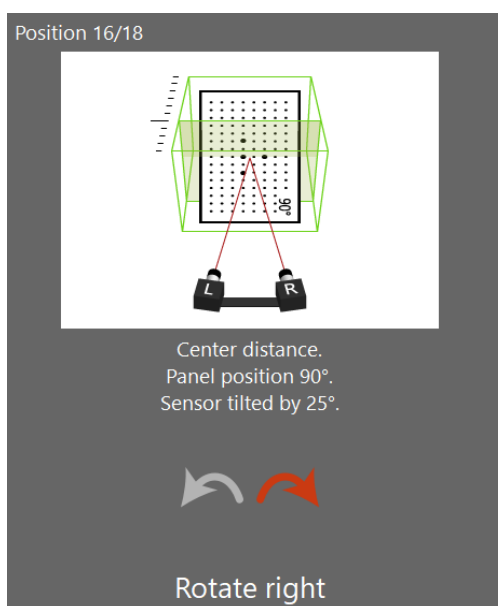 Position 16/18
90°
L
R
Center distance.
Panel position 90°.
Sensor tilted by 25°.
Rotate right